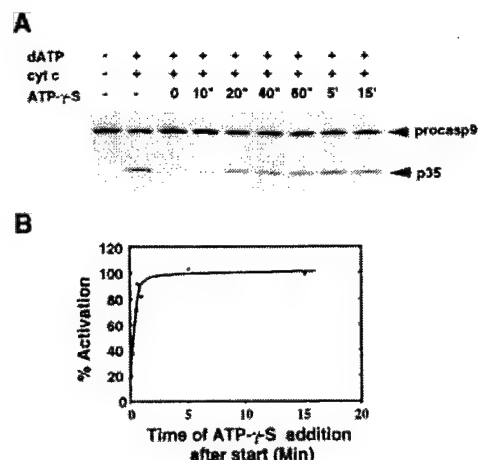 A
dATP - + + + + + + + +
cyt c - + + + + + + + +
ATP-γ-S - - 0 10" 20" 40" 60" 5' 15'
procasp9
p35
B
120
100
80
60
40
20
0
% Activation
0 5 10 15 20
Time of ATP-γ-S addition
after start (Min)